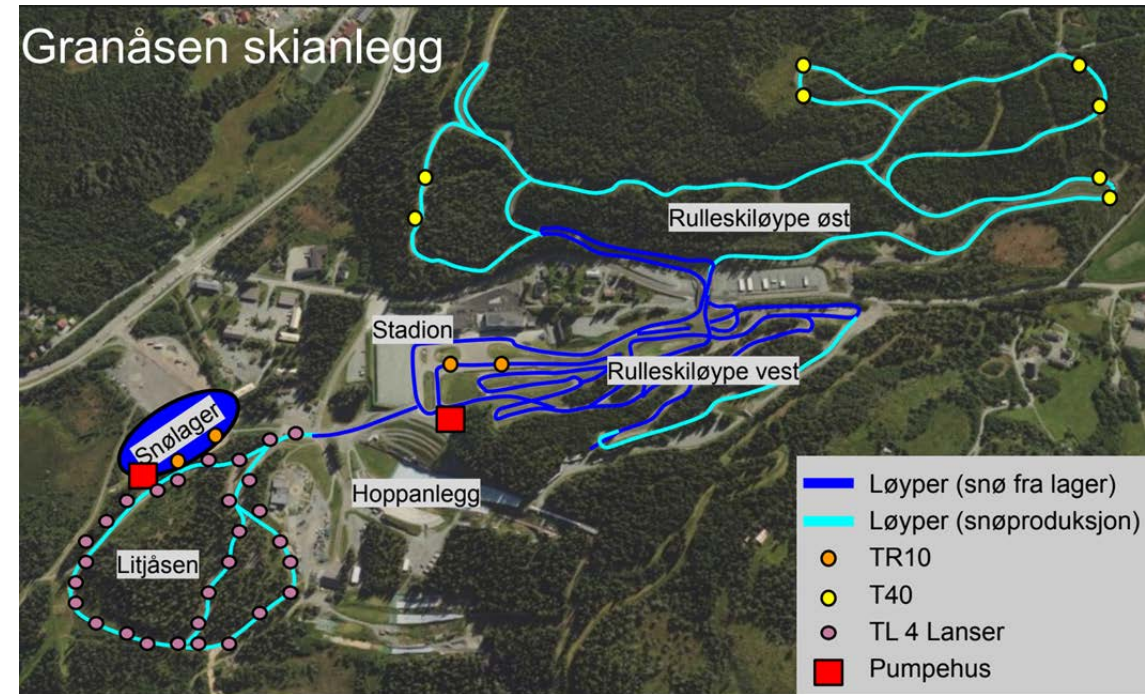 Granåsen skianlegg
Rulleskiløype øst
Stadion
Rulleskiløype vest
Snølager
Hoppanlegg
Litjåsen
Løyper (snø fra lager)
Løyper (snøproduksjon)
TR10
T40
TL 4 Lanser
Pumpehus